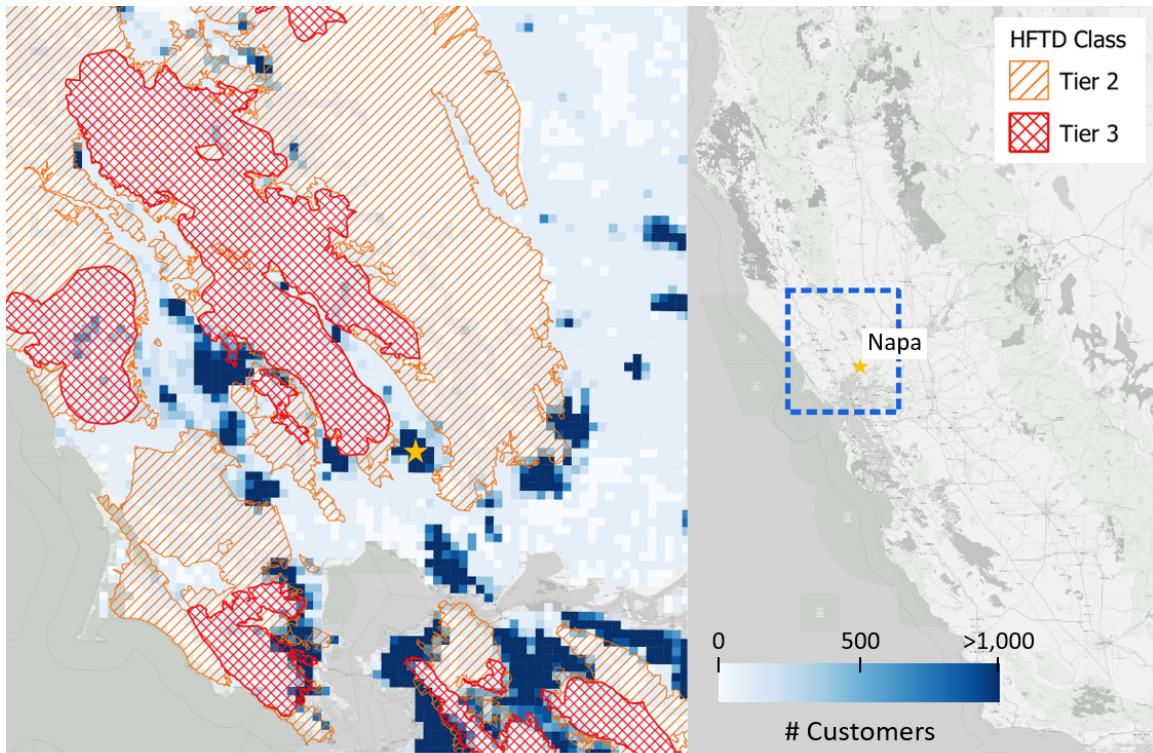 HFTD Class
Tier 2
Tier 3
Napa
0 500 >1,000
# Customers